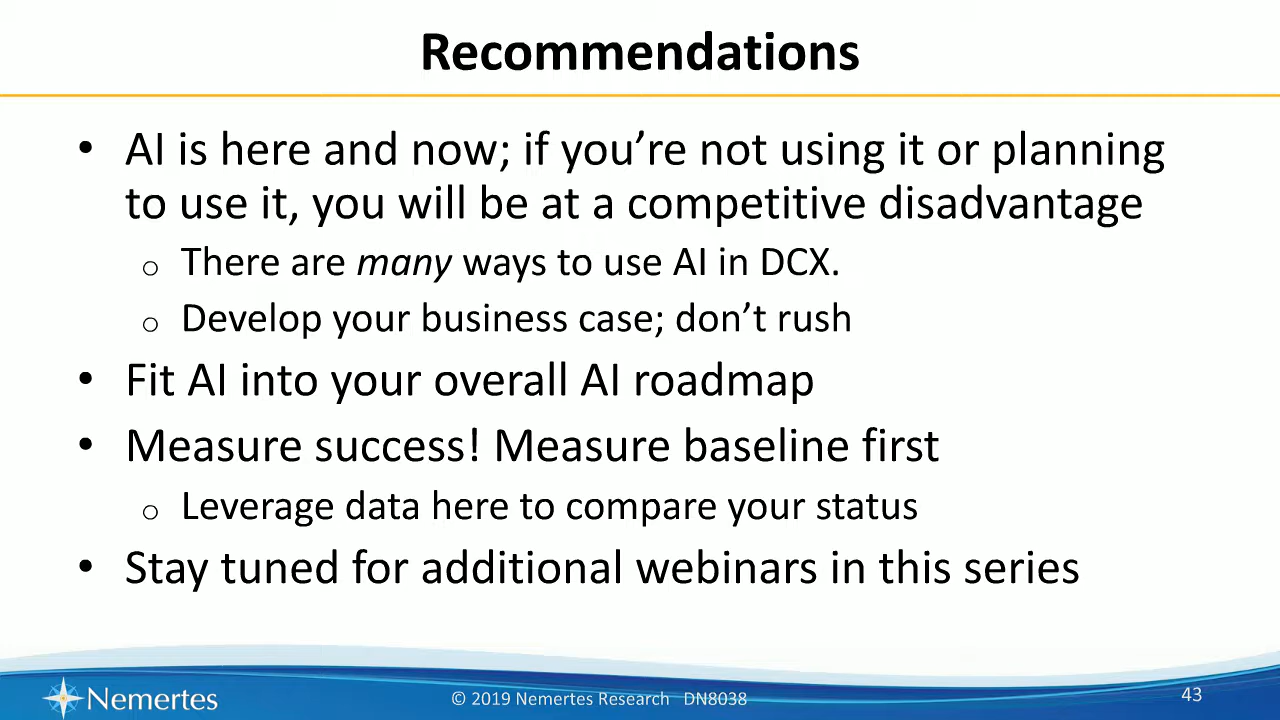 Recommendations
• AI is here and now; if you’re not using it or planning
to use it, you will be at a competitive disadvantage
o There are many ways to use AI in DCX.
o Develop your business case; don’t rush
• Fit AI into your overall AI roadmap
• Measure success! Measure baseline first
o Leverage data here to compare your status
• Stay tuned for additional webinars in this series
Nemertes
© 2019 Nemertes Research DN8038
43